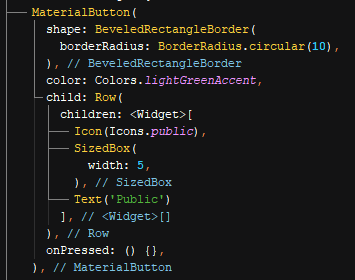 MaterialButton(
shape: BeveledRectangleBorder(
borderRadius: BorderRadius.circular(10),
), // BeveledRectangleBorder
color: Colors.lightGreenAccent,
child: Row(
children: <Widget>[
Icon(Icons.public),
SizedBox(
width: 5,
), // SizedBox
Text('Public')
], // <Widget>[]
), // Row
onPressed: () {},
), // MaterialButton